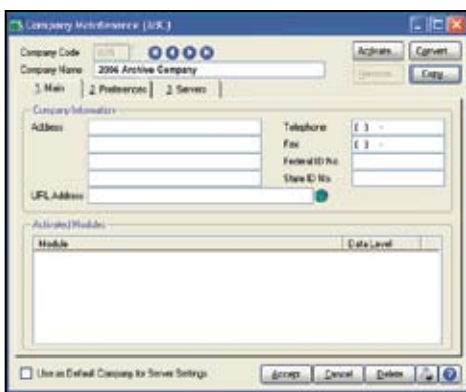 Company Maintenance (ABC)
Company Code
Activate... Convert...
Company Name 2006 Archive Company
Copy...
1. Main 2. Preferences 3. Servers
Company Information
Address Telephone ( ) -
Fax ( ) -
Federal ID No.
State ID No.
URL Address
Activated Modules
Module Data Level
Use as Default Company for Server Settings Accept Cancel Delete